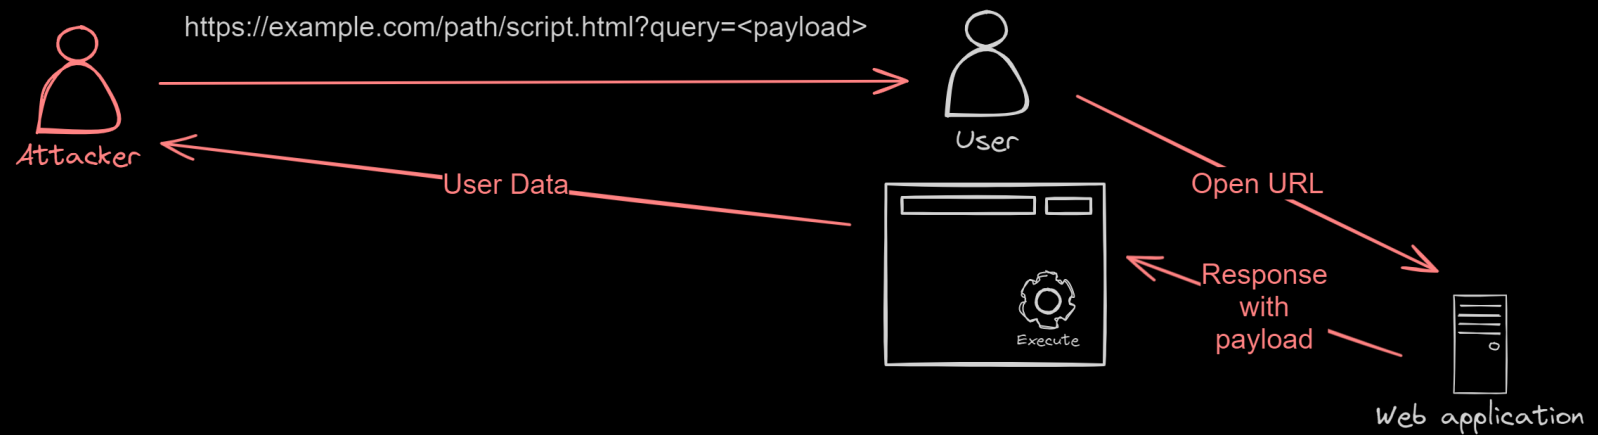 https://example.com/path/script.html?query=<payload>
Attacker
User
User Data
Open URL
Response
with
payload
Execute
Web application